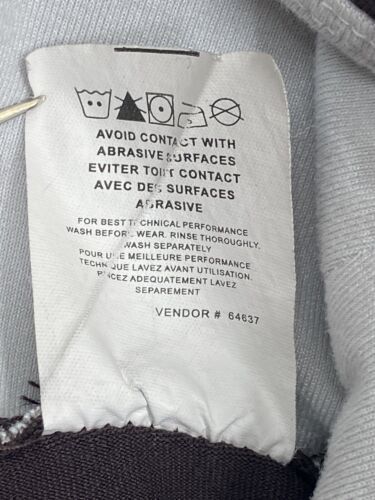 AVOID CONTACT WITH
ABRASIVE SURFACES
EVITER TOUT CONTACT
AVEC DES SURFACES
ABRASIVE
FOR BEST TECHNICAL PERFORMANCE
WASH BEFORE WEAR. RINSE THOROUGHLY.
WASH SEPARATELY
POUR UNE MEILLEURE PERFORMANCE
TECHNIQUE LAVEZ AVANT UTILISATION.
RINCEZ ADEQUATEMENT LAVEZ
SEPAREMENT
VENDOR # 64637